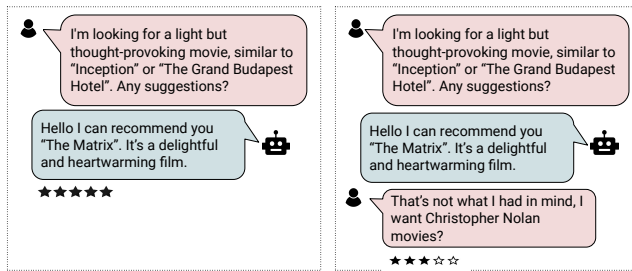 I'm looking for a light but
thought-provoking movie, similar to
“Inception” or “The Grand Budapest
Hotel”. Any suggestions?
Hello I can recommend you
“The Matrix”. It's a delightful
and heartwarming film.
I'm looking for a light but
thought-provoking movie, similar to
“Inception” or “The Grand Budapest
Hotel”. Any suggestions?
Hello I can recommend you
“The Matrix”. It's a delightful
and heartwarming film.
That's not what I had in mind, I
want Christopher Nolan
movies?